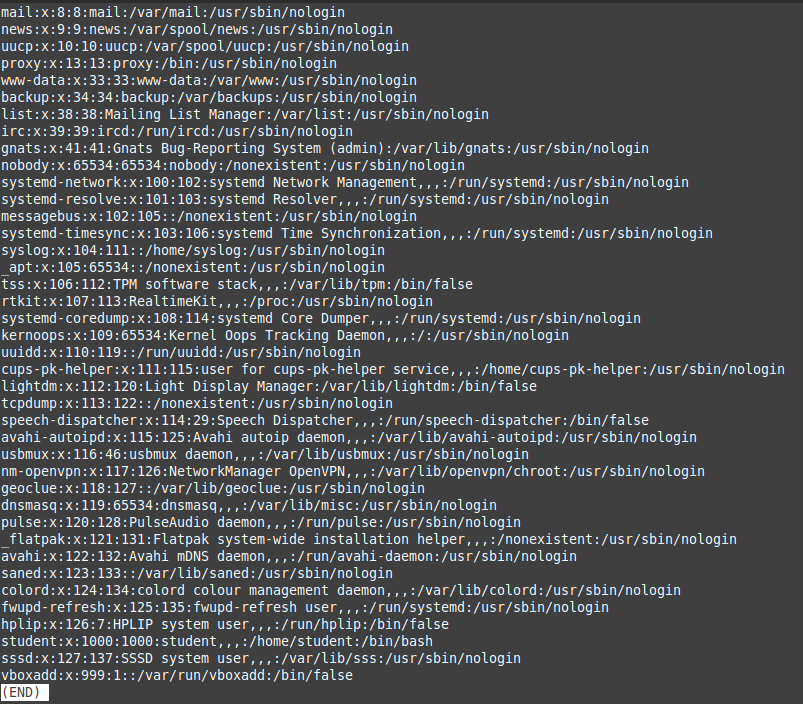 mail:x:8:8:mail:/var/mail:/usr/sbin/nologin
news:x:9:9:news:/var/spool/news:/usr/sbin/nologin
uucp:x:10:10:uucp:/var/spool/uucp:/usr/sbin/nologin
proxy:x:13:13:proxy:/bin:/usr/sbin/nologin
www-data:x:33:33:www-data:/var/www:/usr/sbin/nologin
backup:x:34:34:backup:/var/backups:/usr/sbin/nologin
list:x:38:38:Mailing List Manager:/var/list:/usr/sbin/nologin
irc:x:39:39:ircd:/run/ircd:/usr/sbin/nologin
gnats:x:41:41:Gnats Bug-Reporting System (admin):/var/lib/gnats:/usr/sbin/nologin
nobody:x:65534:65534:nobody:/nonexistent:/usr/sbin/nologin
systemd-network:x:100:102:systemd Network Management,,,:/run/systemd:/usr/sbin/nologin
systemd-resolve:x:101:103:systemd Resolver,,,:/run/systemd:/usr/sbin/nologin
messagebus:x:102:105::/nonexistent:/usr/sbin/nologin
systemd-timesync:x:103:106:systemd Time Synchronization,,,:/run/systemd:/usr/sbin/nologin
syslog:x:104:111::/home/syslog:/usr/sbin/nologin
_apt:x:105:65534::/nonexistent:/usr/sbin/nologin
tss:x:106:112:TPM software stack,,,:/var/lib/tpm:/bin/false
rtkit:x:107:113:RealtimeKit,,,:/proc:/usr/sbin/nologin
systemd-coredump:x:108:114:systemd Core Dumper,,,:/run/systemd:/usr/sbin/nologin
kernoops:x:109:65534:Kernel Oops Tracking Daemon,,,:/:/usr/sbin/nologin
uuidd:x:110:119::/run/uuidd:/usr/sbin/nologin
cups-pk-helper:x:111:115:user for cups-pk-helper service,,,:/home/cups-pk-helper:/usr/sbin/nologin
lightdm:x:112:120:Light Display Manager:/var/lib/lightdm:/bin/false
tcpdump:x:113:122::/nonexistent:/usr/sbin/nologin
speech-dispatcher:x:114:29:Speech Dispatcher,,,:/run/speech-dispatcher:/bin/false
avahi-autoipd:x:115:125:Avahi autoip daemon,,,:/var/lib/avahi-autoipd:/usr/sbin/nologin
usbmux:x:116:46:usbmux daemon,,,:/var/lib/usbmux:/usr/sbin/nologin
nm-openvpn:x:117:126:NetworkManager OpenVPN,,,:/var/lib/openvpn/chroot:/usr/sbin/nologin
geoclue:x:118:127::/var/lib/geoclue:/usr/sbin/nologin
dnsmasq:x:119:65534:dnsmasq,,,:/var/lib/misc:/usr/sbin/nologin
pulse:x:120:128:PulseAudio daemon,,,:/run/pulse:/usr/sbin/nologin
_flatpak:x:121:131:Flatpak system-wide installation helper,,,:/nonexistent:/usr/sbin/nologin
avahi:x:122:132:Avahi mDNS daemon,,,:/run/avahi-daemon:/usr/sbin/nologin
saned:x:123:133::/var/lib/saned:/usr/sbin/nologin
colord:x:124:134:colord colour management daemon,,,:/var/lib/colord:/usr/sbin/nologin
fwupd-refresh:x:125:135:fwupd-refresh user,,,:/run/systemd:/usr/sbin/nologin
hplip:x:126:7:HPLIP system user,,,:/run/hplip:/bin/false
student:x:1000:1000:student,,,:/home/student:/bin/bash
sssd:x:127:137:SSSD system user,,,:/var/lib/sss:/usr/sbin/nologin
vboxadd:x:999:1::/var/run/vboxadd:/bin/false
(END)